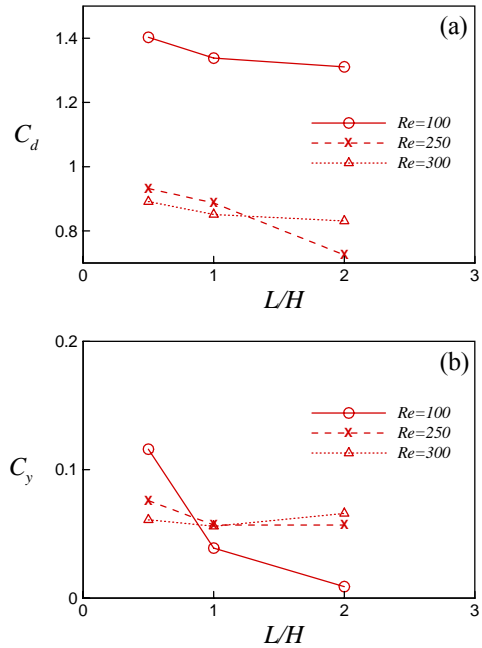 (a)
1.4
1.2
1
0.8
C_d
Re=100
Re=250
Re=300
0 1 2 3
L/H
(b)
0.2
0.1
0
C_y
Re=100
Re=250
Re=300
0 1 2 3
L/H